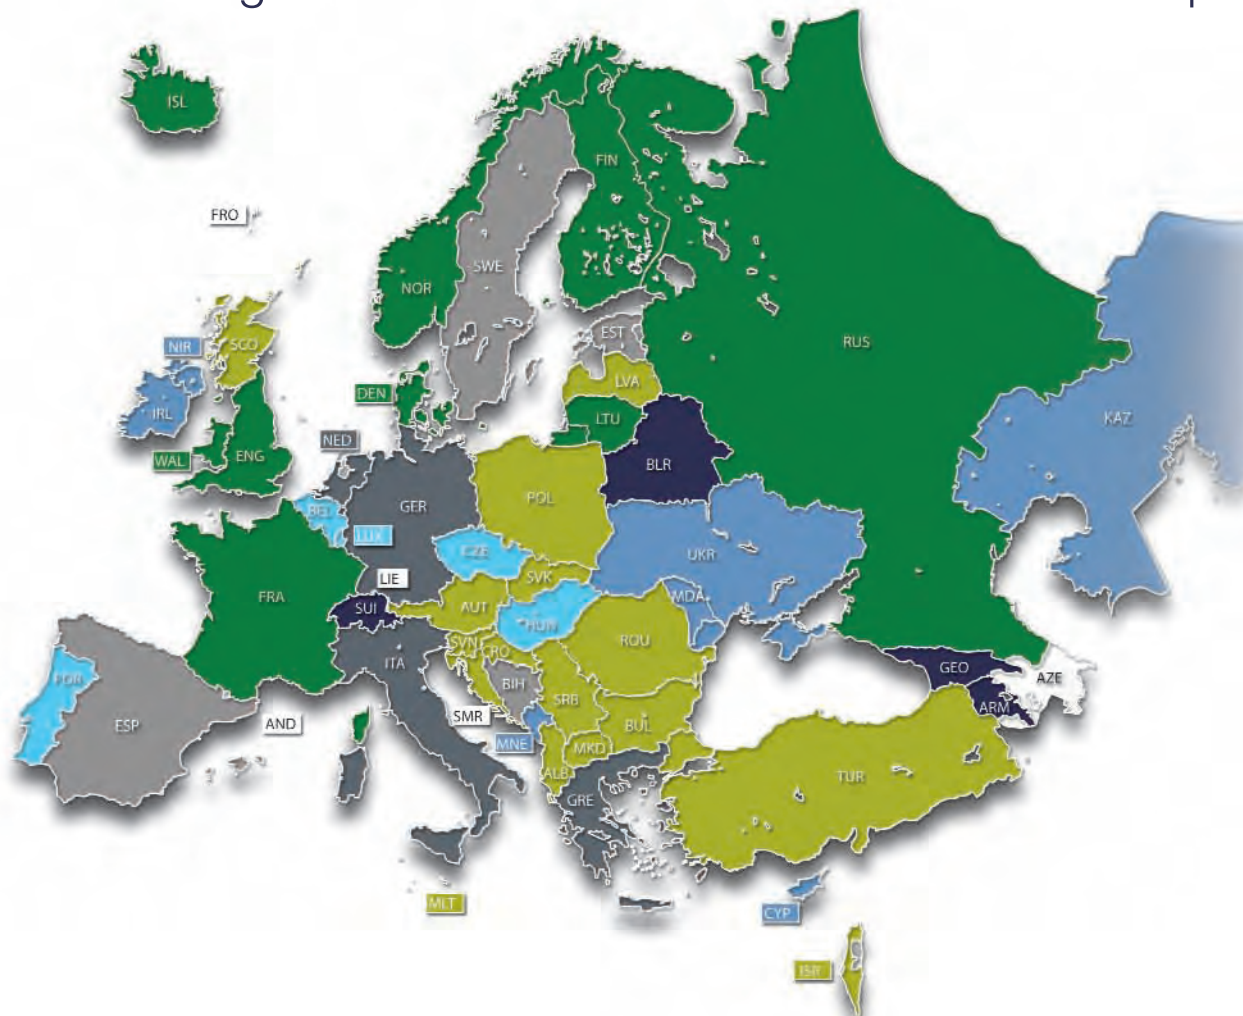 ISL
FIN
FRO
SWE
NOR
EST
SCO
NIR
RUS
LVA
DEN
IRL
LTU
KAZ
NED
ENG
WAL
BLR
POL
GER
BEL
LUX
CZE
UKR
LIE
SVK
FRA
MDA
SUI
AUT
HUN
ROU
SVN
CRO
ITA
GEO
POR
AZE
BIH
SRB
ARM
SMR
AND
ESP
BUL
MNE
MKD
ALB
TUR
GRE
MLT
CYP
ISR